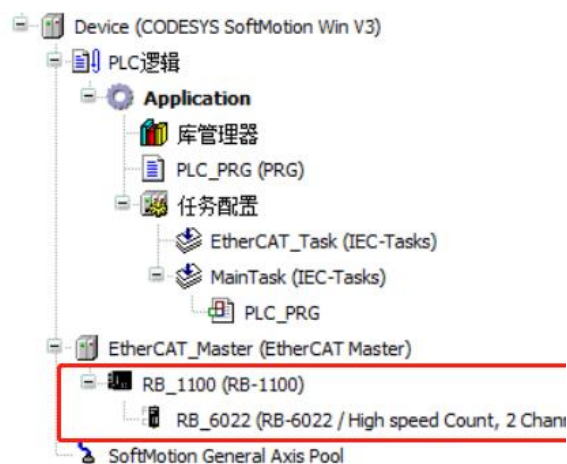 Device (CODESYS SoftMotion Win V3)
PLC逻辑
Application
库管理器
PLC_PRG (PRG)
任务配置
EtherCAT_Task (IEC-Tasks)
MainTask (IEC-Tasks)
PLC_PRG
EtherCAT_Master (EtherCAT Master)
RB_1100 (RB-1100)
RB_6022 (RB-6022 / High speed Count, 2 Chann
SoftMotion General Axis Pool